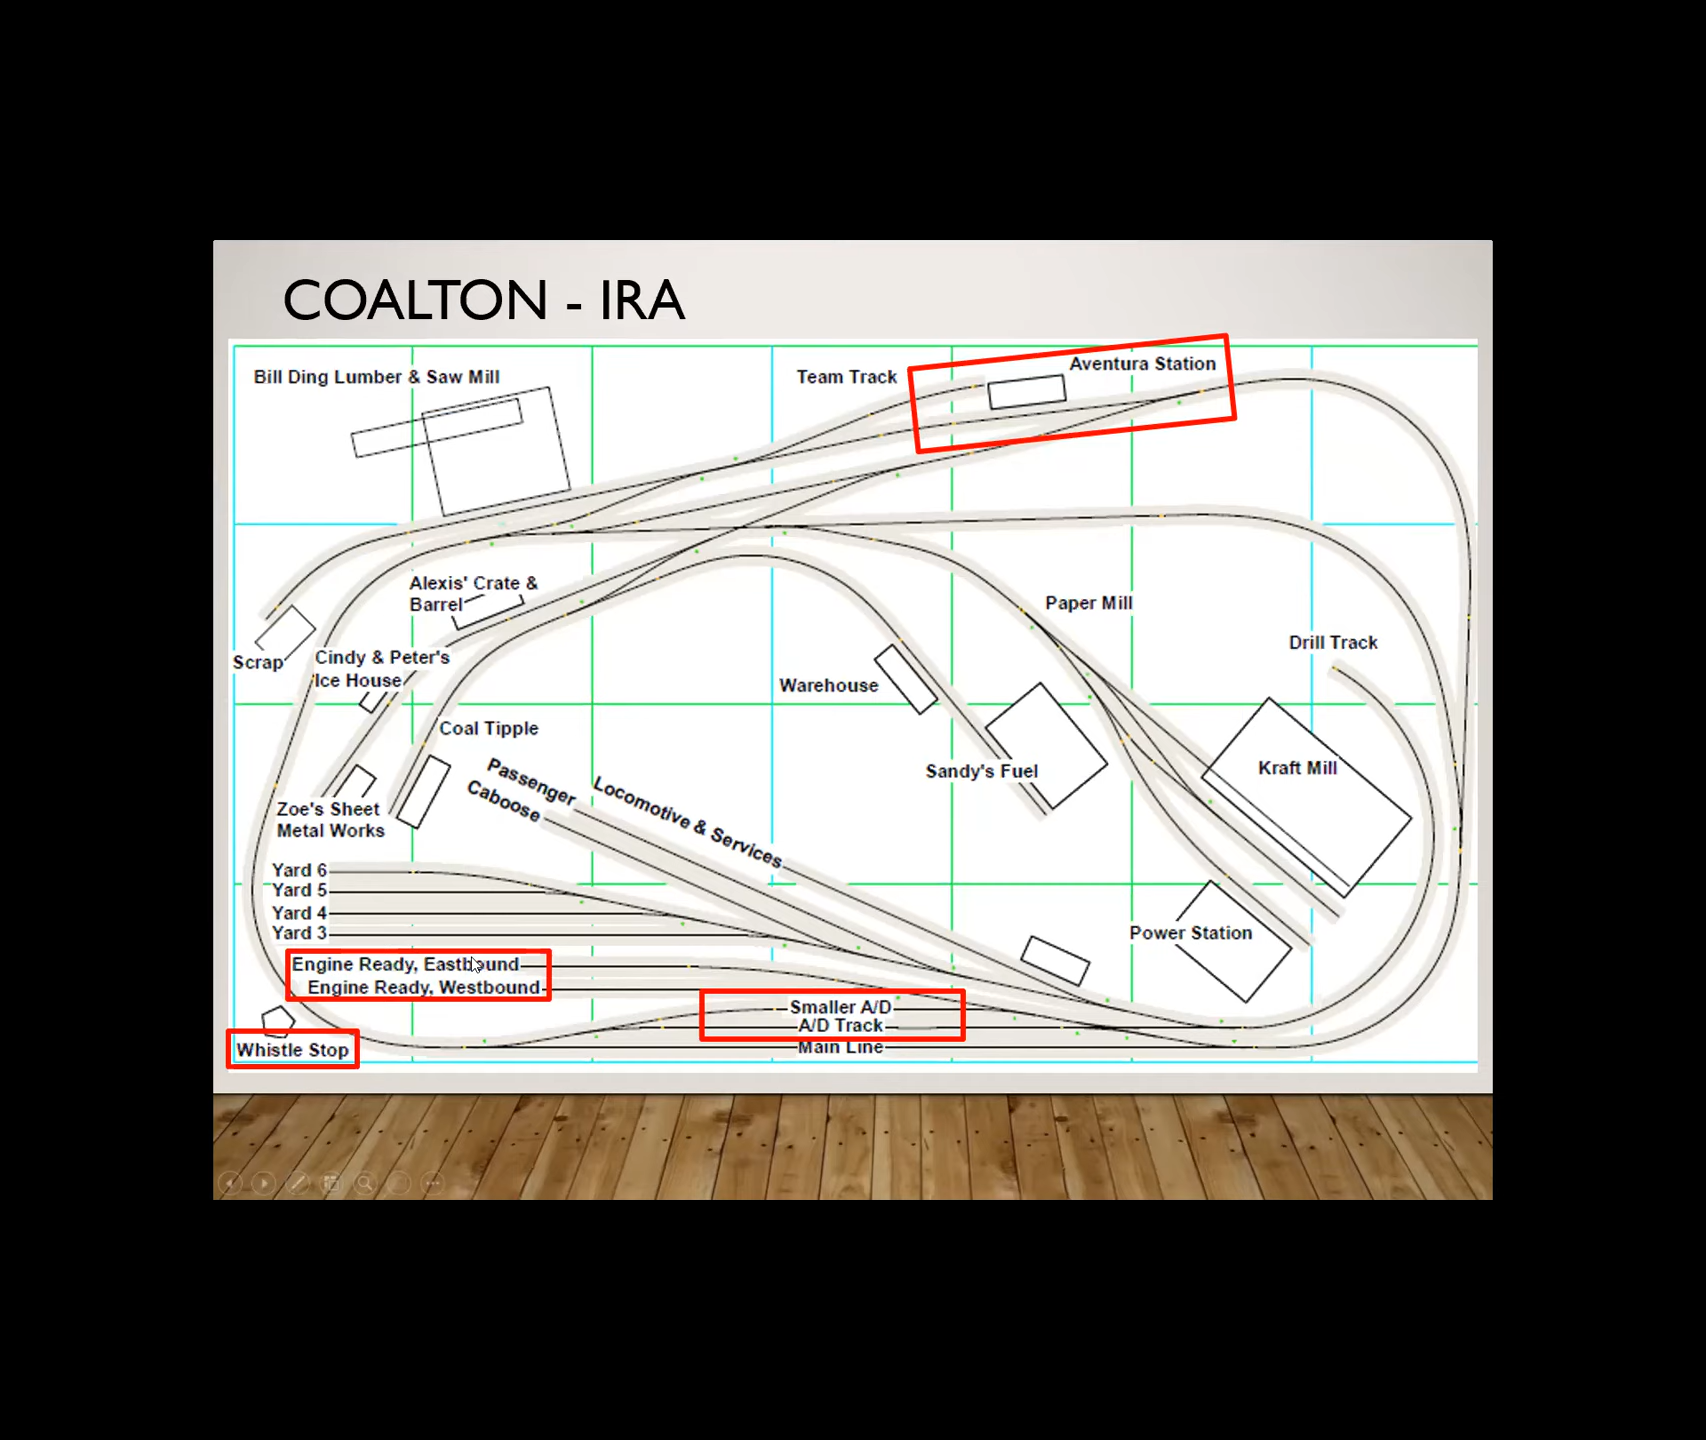 COALTON - IRA
Bill Ding Lumber & Saw Mill
Team Track
Aventura Station
Alexis' Crate &
Barrel
Paper Mill
Drill Track
Scrap
Cindy & Peter's
Ice House
Warehouse
Coal Tipple
Sandy's Fuel
Kraft Mill
Passenger
Caboose
Locomotive & Services
Zoe's Sheet
Metal Works
Yard 6
Yard 5
Yard 4
Yard 3
Power Station
Engine Ready, Eastbound
Engine Ready, Westbound
Smaller A/D
A/D Track
Main Line
Whistle Stop